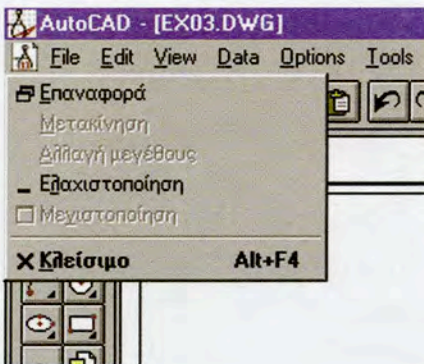 AutoCAD - [EX03.DWG]
File Edit View Data Options Tools
Επαναφορά
Μετακίνηση
Αλλαγή μεγέθους
Ελαχιστοποίηση
Μεγιστοποίηση
Κλείσιμο Alt+F4